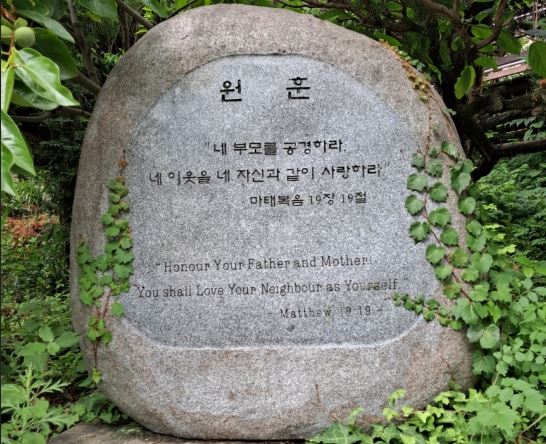 원 훈
"네 부모를 공경하라,
네 이웃을 네 자신과 같이 사랑하라"
- 마태복음 19장 19절
"Honour Your Father and Mother.
You shall Love Your Neighbour as Yourself."
- Matthew 19:19 -